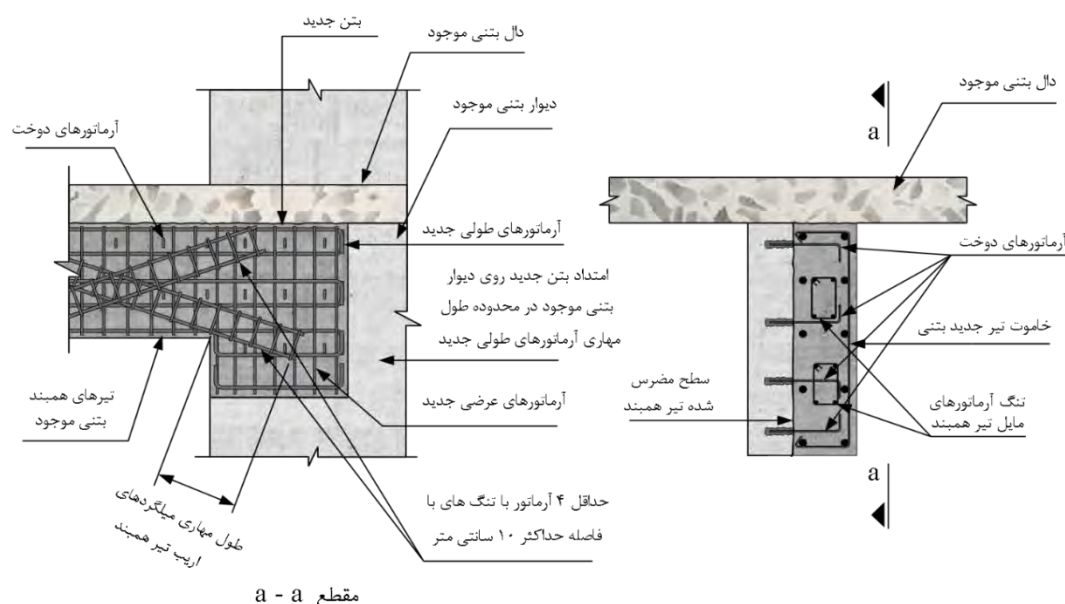 بتن جدید
دال بتنی موجود
دیوار بتنی موجود
آرماتورهای دوخت
آرماتورهای طولی جدید
امتداد بتن جدید روی دیوار
بتنی موجود در محدوده طول
مهاری آرماتورهای طولی جدید
آرماتورهای عرضی جدید
تیرهای همبند
بتنی موجود
طول مهاری میلگردهای
اریب تیر همبند
حداقل ۴ آرماتور با تنگ های با
فاصله حداکثر ۱۰ سانتی متر
مقطع a - a
a
دال بتنی موجود
آرماتورهای دوخت
خاموت تیر جدید بتنی
سطح مضرس
شده تیر همبند
تنگ آرماتورهای
مایل تیر همبند
a